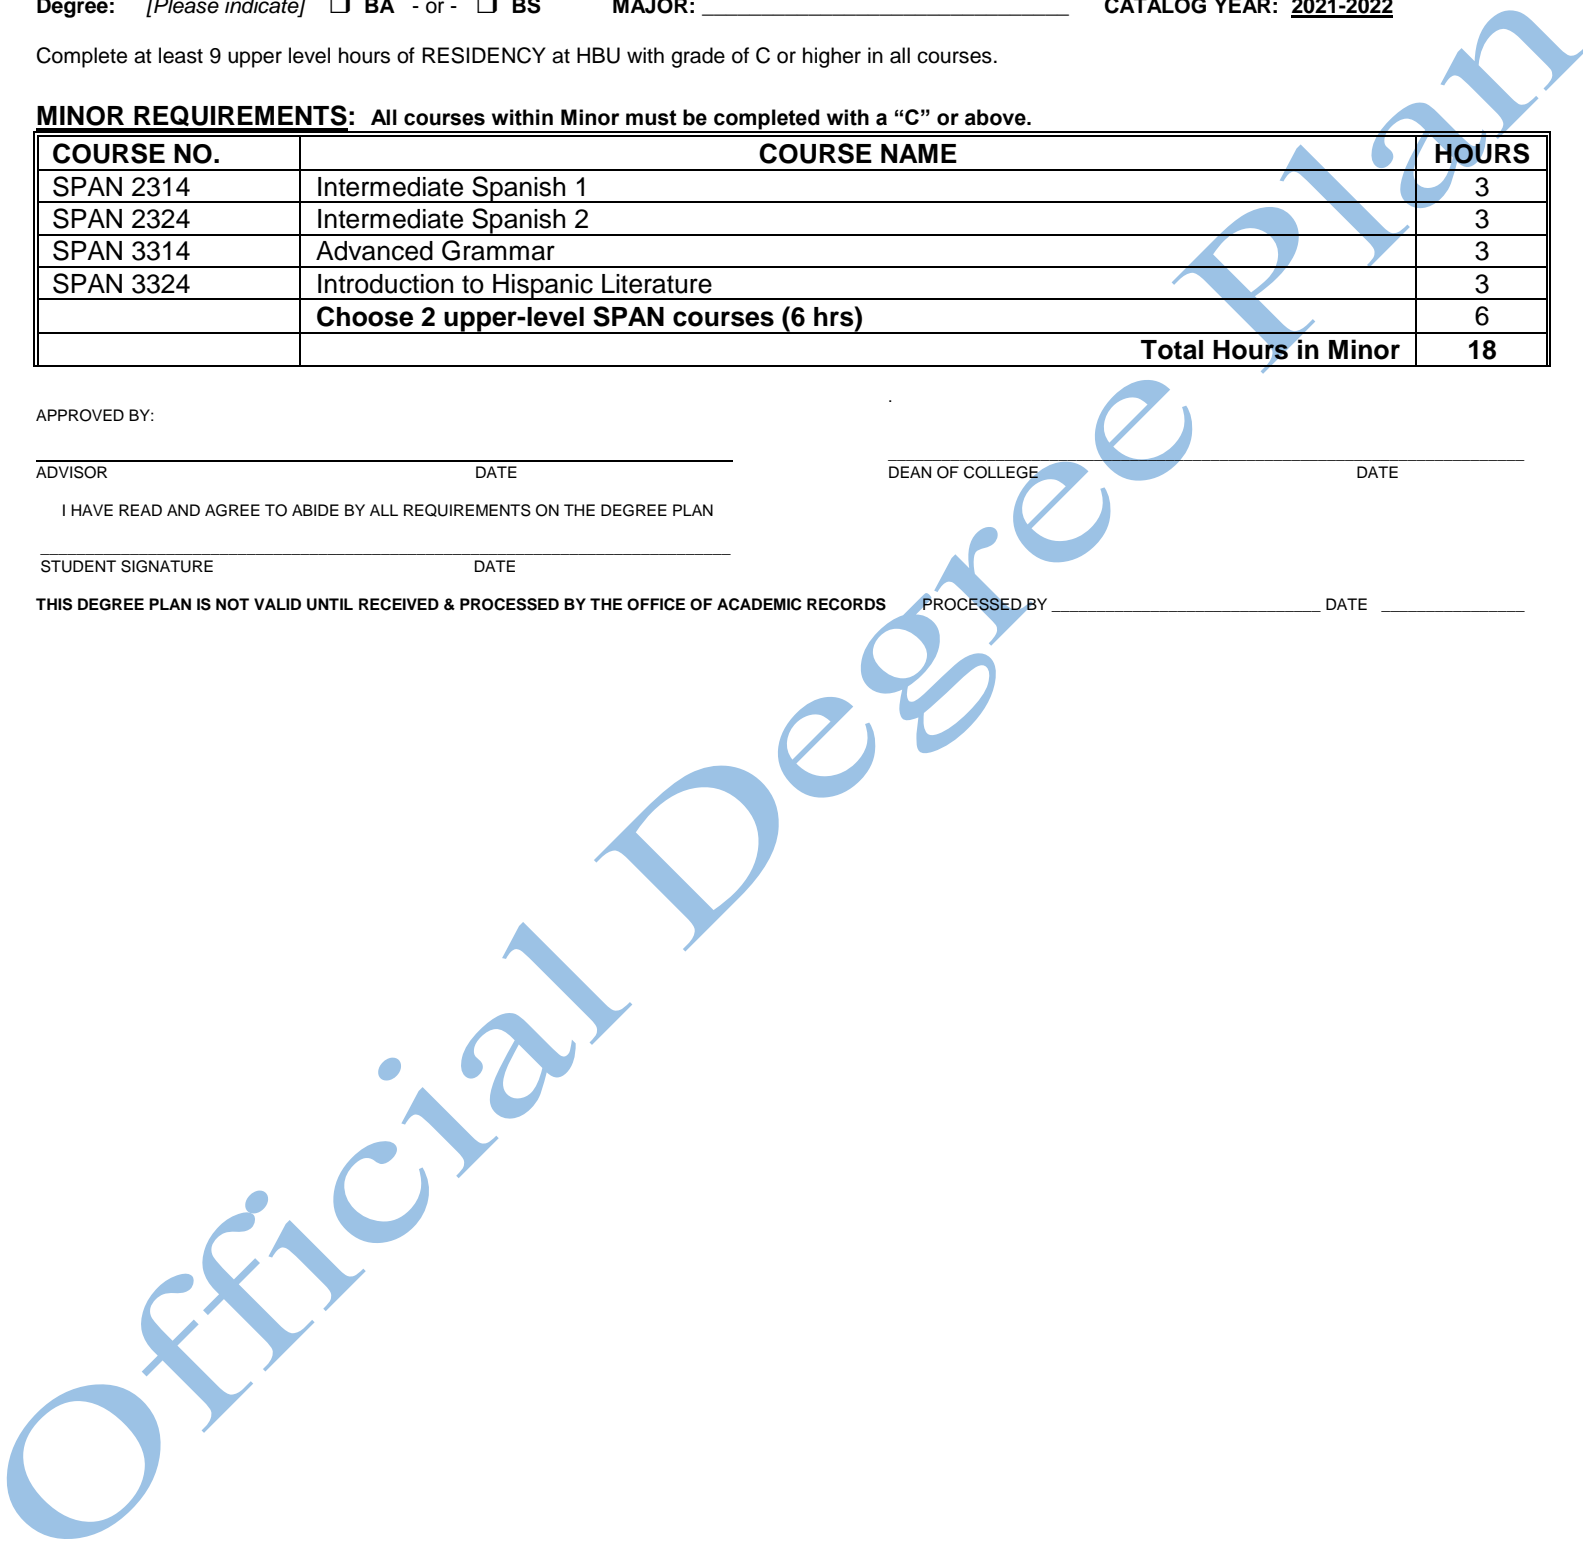 Degree: [Please indicate] ❒ BA - or - ❒ BS MAJOR: _______________________________ CATALOG YEAR: 2021-2022
Complete at least 9 upper level hours of RESIDENCY at HBU with grade of C or higher in all courses.
MINOR REQUIREMENTS: All courses within Minor must be completed with a “C” or above.
COURSE NO. COURSE NAME HOURS
SPAN 2314 Intermediate Spanish 1 3
SPAN 2324 Intermediate Spanish 2 3
SPAN 3314 Advanced Grammar 3
SPAN 3324 Introduction to Hispanic Literature 3
Choose 2 upper-level SPAN courses (6 hrs) 6
Total Hours in Minor 18
.
APPROVED BY:
ADVISOR DATE DEAN OF COLLEGE DATE
I HAVE READ AND AGREE TO ABIDE BY ALL REQUIREMENTS ON THE DEGREE PLAN
STUDENT SIGNATURE DATE
THIS DEGREE PLAN IS NOT VALID UNTIL RECEIVED & PROCESSED BY THE OFFICE OF ACADEMIC RECORDS PROCESSED BY ______________________________ DATE ________________
Official Degree Plan